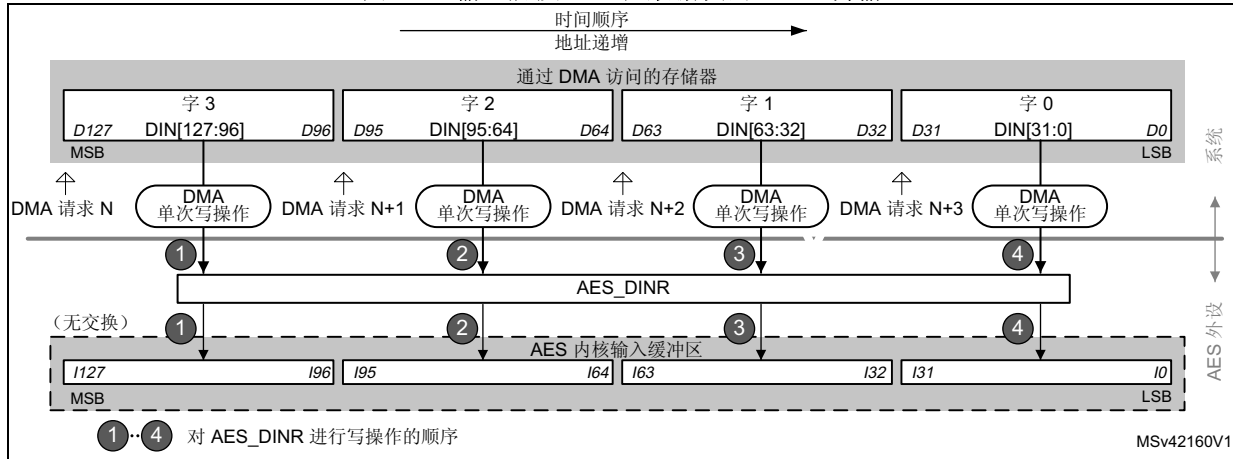 时间顺序
地址递增
通过 DMA 访问的存储器
字 3 字 2 字 1 字 0
D127 DIN[127:96] D96 D95 DIN[95:64] D64 D63 DIN[63:32] D32 D31 DIN[31:0] D0
MSB LSB
系统
DMA 请求 N DMA 单次写操作 DMA 请求 N+1 DMA 单次写操作 DMA 请求 N+2 DMA 单次写操作 DMA 请求 N+3 DMA 单次写操作
1 2 3 4
AES_DINR
(无交换) 1 2 3 4
AES 外设
AES 内核输入缓冲区
I127 I96 I95 I64 I63 I32 I31 I0
MSB LSB
1··4 对 AES_DINR 进行写操作的顺序
MSv42160V1